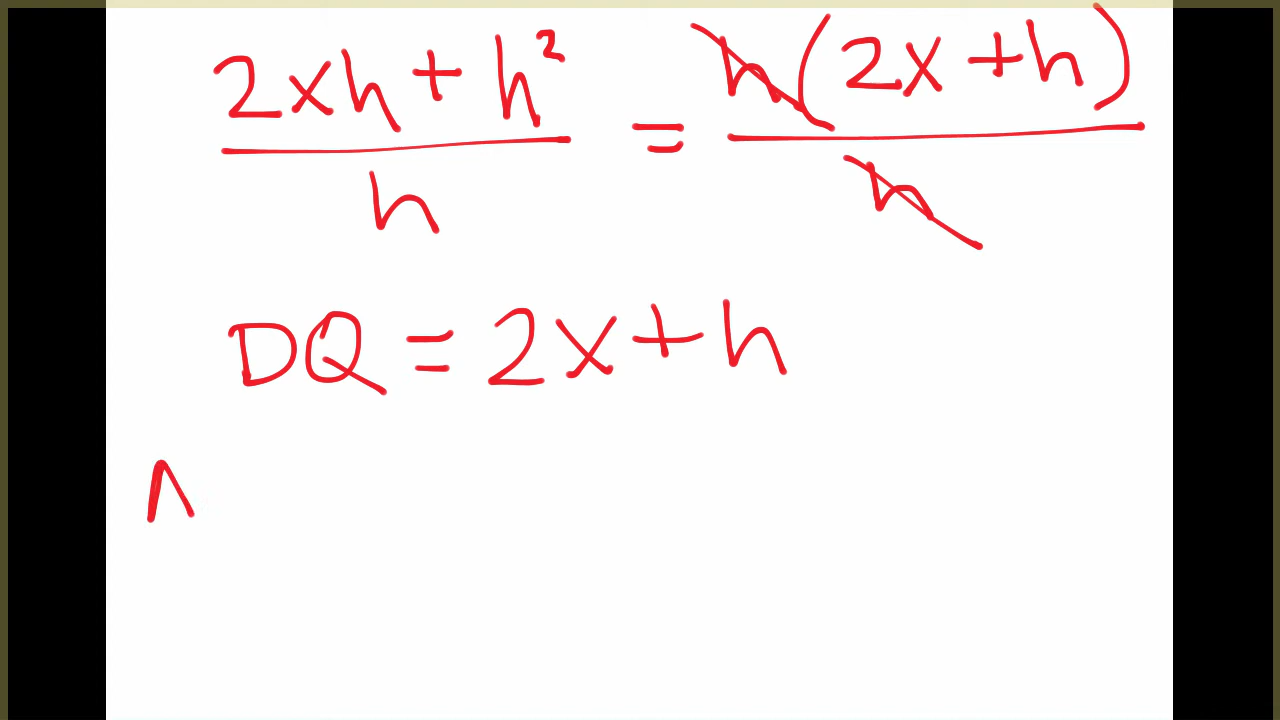 2xh + h² / h = h(2x + h) / h
DQ = 2x + h